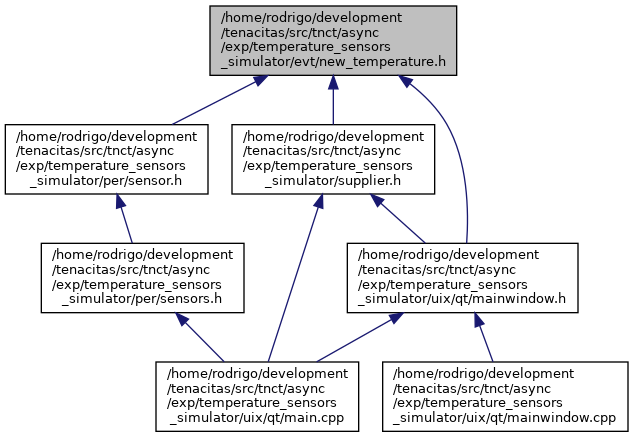 /home/rodrigo/development
/tenacitas/src/tnct/async
/exp/temperature_sensors
_simulator/evt/new_temperature.h
/home/rodrigo/development
/tenacitas/src/tnct/async
/exp/temperature_sensors
_simulator/per/sensor.h
/home/rodrigo/development
/tenacitas/src/tnct/async
/exp/temperature_sensors
_simulator/supplier.h
/home/rodrigo/development
/tenacitas/src/tnct/async
/exp/temperature_sensors
_simulator/per/sensors.h
/home/rodrigo/development
/tenacitas/src/tnct/async
/exp/temperature_sensors
_simulator/uix/qt/mainwindow.h
/home/rodrigo/development
/tenacitas/src/tnct/async
/exp/temperature_sensors
_simulator/uix/qt/main.cpp
/home/rodrigo/development
/tenacitas/src/tnct/async
/exp/temperature_sensors
_simulator/uix/qt/mainwindow.cpp